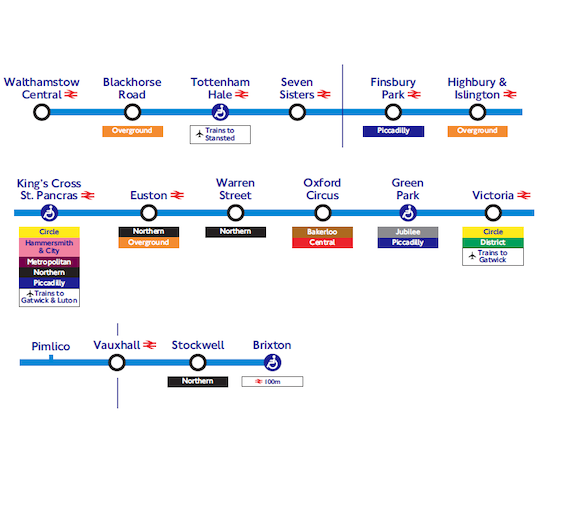 Walthamstow
Central
Blackhorse
Road
Tottenham
Hale
Seven
Sisters
Finsbury
Park
Highbury &
Islington
Overground
Trains to
Stansted
Piccadilly
Overground
King's Cross
St. Pancras
Euston
Warren
Street
Oxford
Circus
Green
Park
Victoria
Circle
Hammersmith
& City
Metropolitan
Northern
Piccadilly
Trains to
Gatwick & Luton
Northern
Overground
Northern
Bakerloo
Central
Jubilee
Piccadilly
Circle
District
Trains to
Gatwick
Pimlico
Vauxhall
Stockwell
Brixton
Northern
100m